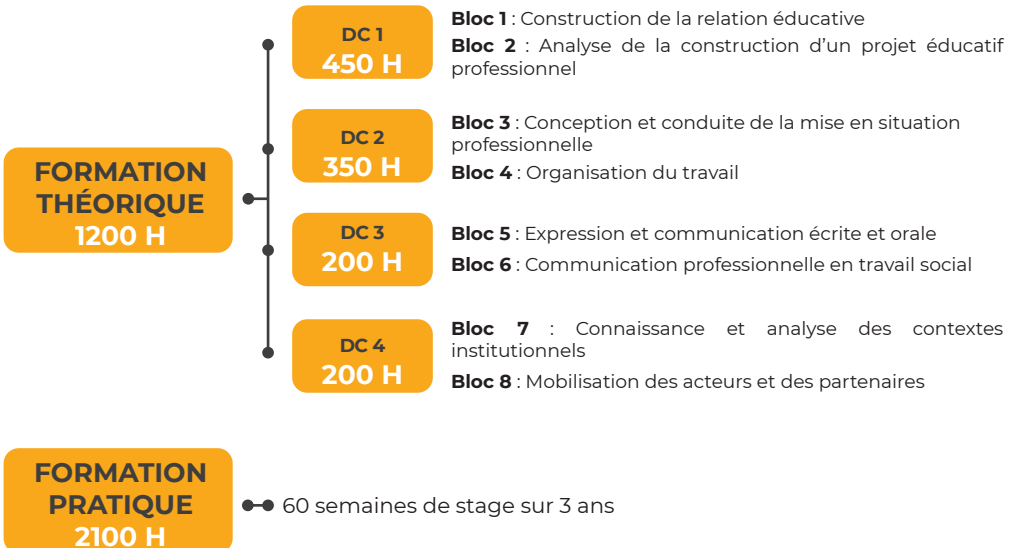 FORMATION
THÉORIQUE
1200 H
DC 1
450 H
Bloc 1 : Construction de la relation éducative
Bloc 2 : Analyse de la construction d’un projet éducatif
professionnel
DC 2
350 H
Bloc 3 : Conception et conduite de la mise en situation
professionnelle
Bloc 4 : Organisation du travail
DC 3
200 H
Bloc 5 : Expression et communication écrite et orale
Bloc 6 : Communication professionnelle en travail social
DC 4
200 H
Bloc 7 : Connaissance et analyse des contextes
institutionnels
Bloc 8 : Mobilisation des acteurs et des partenaires
FORMATION
PRATIQUE
2100 H
60 semaines de stage sur 3 ans